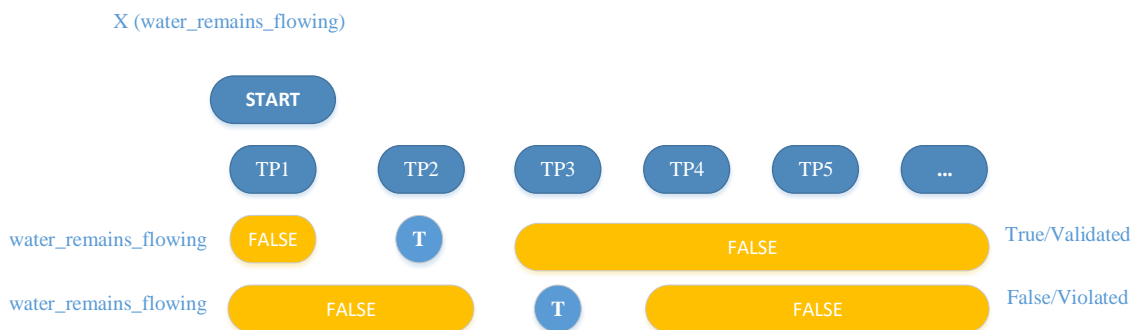 X (water_remains_flowing)
START
TP1 TP2 TP3 TP4 TP5 ...
water_remains_flowing FALSE T FALSE True/Validated
water_remains_flowing FALSE T FALSE False/Violated